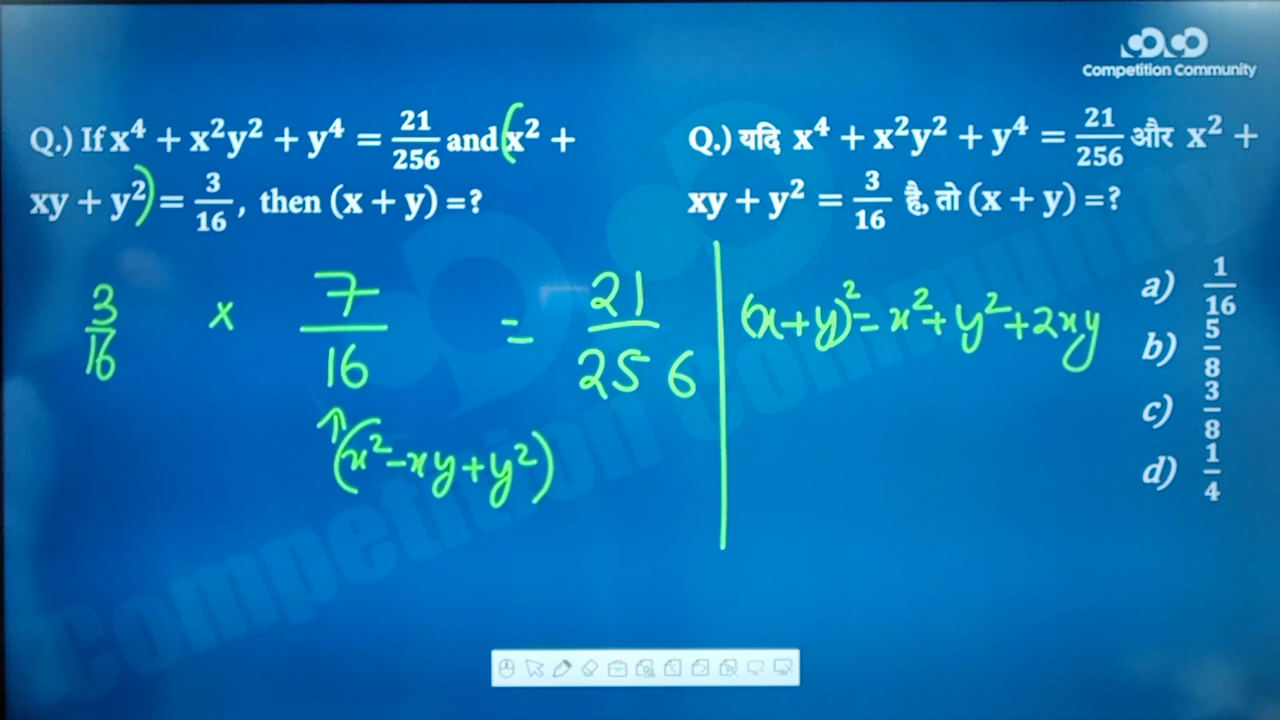 Competition Community
Q.) If x⁴ + x²y² + y⁴ = 21/256 and (x² +
xy + y²) = 3/16, then (x + y) =?
Q.) यदि x⁴ + x²y² + y⁴ = 21/256 और x² +
xy + y² = 3/16 है, तो (x + y) =?
3/16 × 7/16 = 21/256
↑(x²-xy+y²)
(x+y)² = x²+y²+2xy
a) 1/16
b) 5/8
c) 3/8
d) 1/4
Competition Community